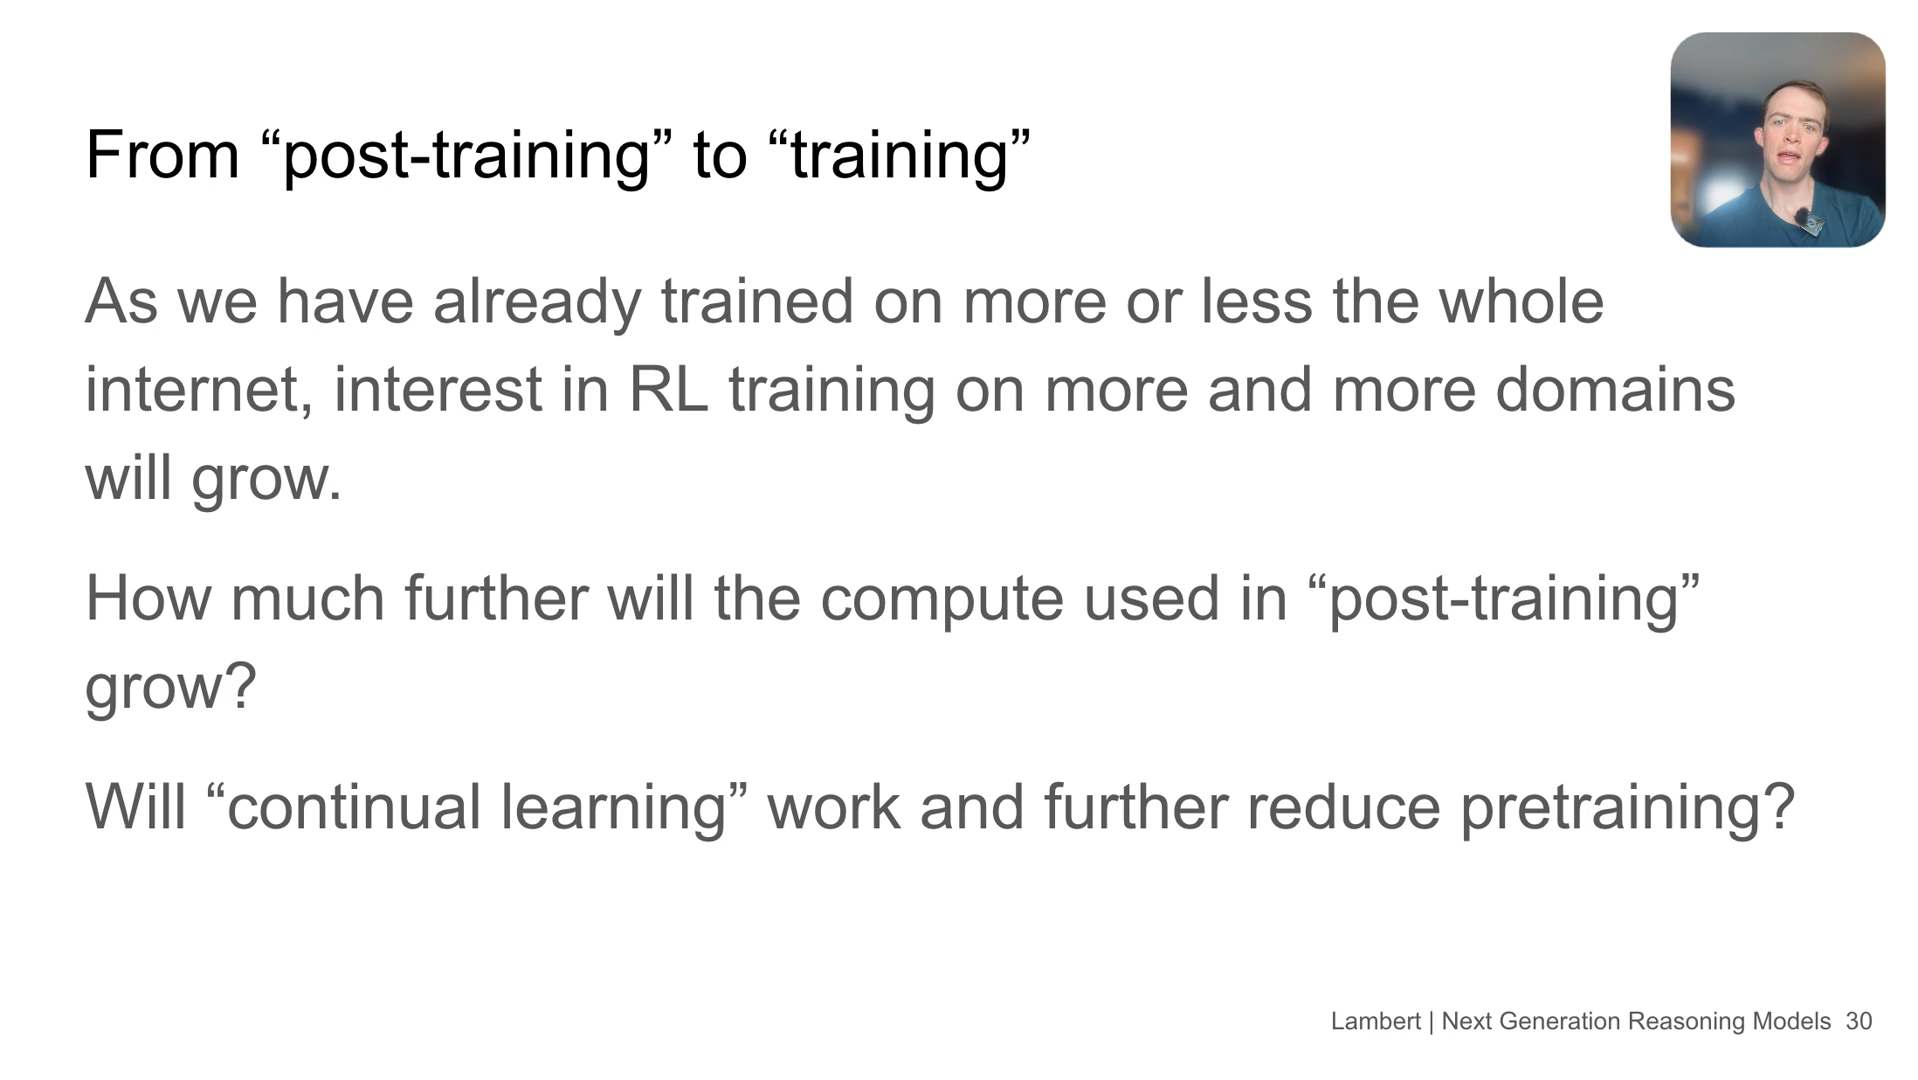 From “post-training” to “training”
As we have already trained on more or less the whole
internet, interest in RL training on more and more domains
will grow.
How much further will the compute used in “post-training”
grow?
Will “continual learning” work and further reduce pretraining?
Lambert | Next Generation Reasoning Models 30